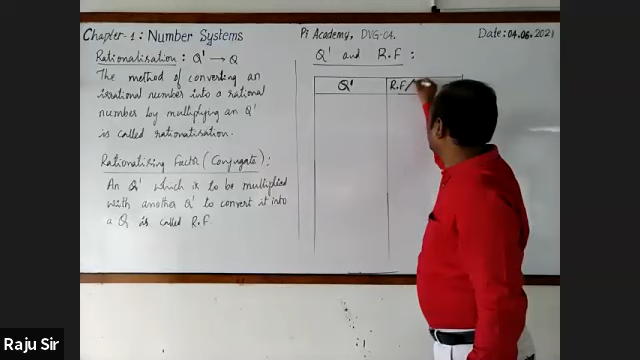 Chapter-1: Number Systems
Pi Academy, DVG-04.
Date: 04.06.2021
Rationalisation: Q' → Q
The method of converting an
irrational number into a rational
number by multiplying an Q'
is called rationatisation.
Rationatising Factor (Conjugate):
An Q' which is to be multiplied
with another Q' to convert it into
a Q is called R.F.
Q' and R.F :
Q' R.F/
Raju Sir